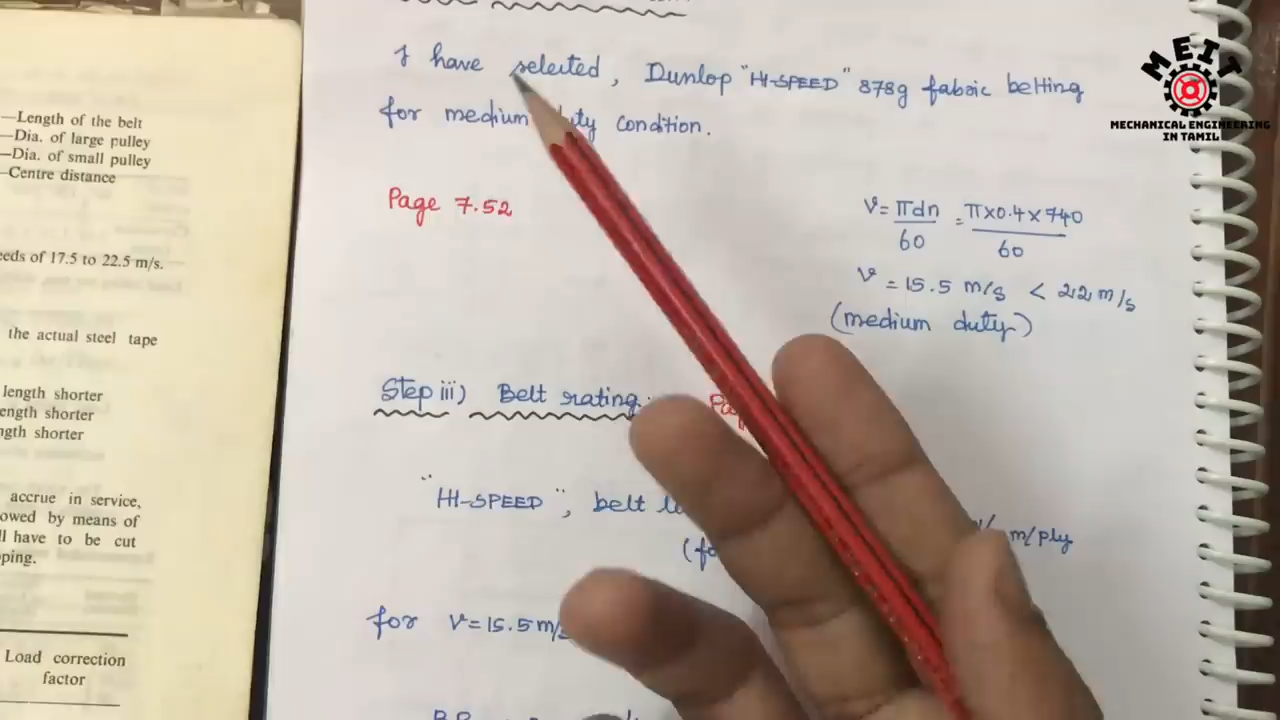 —Length of the belt
—Dia. of large pulley
—Dia. of small pulley
—Centre distance
eeds of 17.5 to 22.5 m/s.
the actual steel tape
length shorter
ength shorter
ngth shorter
accrue in service,
owed by means of
ll have to be cut
ping.
Load correction
factor
I have selected, Dunlop "HI-SPEED" 878g fabric belting
for medium duty condition.
Page 7.52
V = πdn/60 = π×0.4×740/60
V = 15.5 m/s < 22 m/s
(medium duty)
Step iii) Belt rating:
"HI-SPEED", belt
m/ply
for V=15.5 m/s
MEIT
MECHANICAL ENGINEERING
IN TAMIL